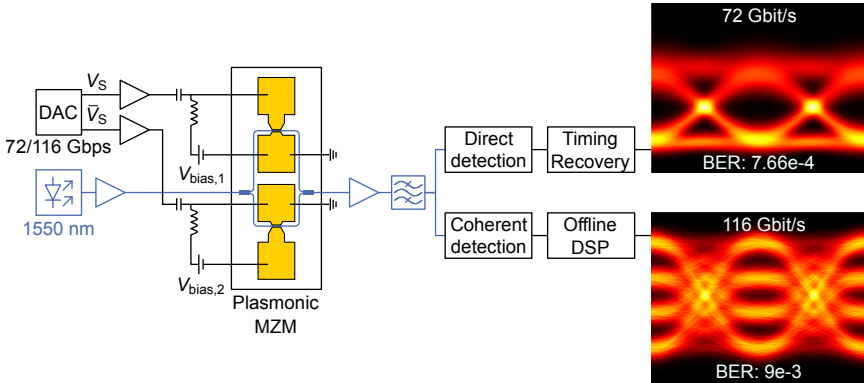 72 Gbit/s
BER: 7.66e-4
V_S
DAC
V̄_S
72/116 Gbps
V_bias,1
1550 nm
V_bias,2
Plasmonic
MZM
Direct
detection
Timing
Recovery
Coherent
detection
Offline
DSP
116 Gbit/s
BER: 9e-3